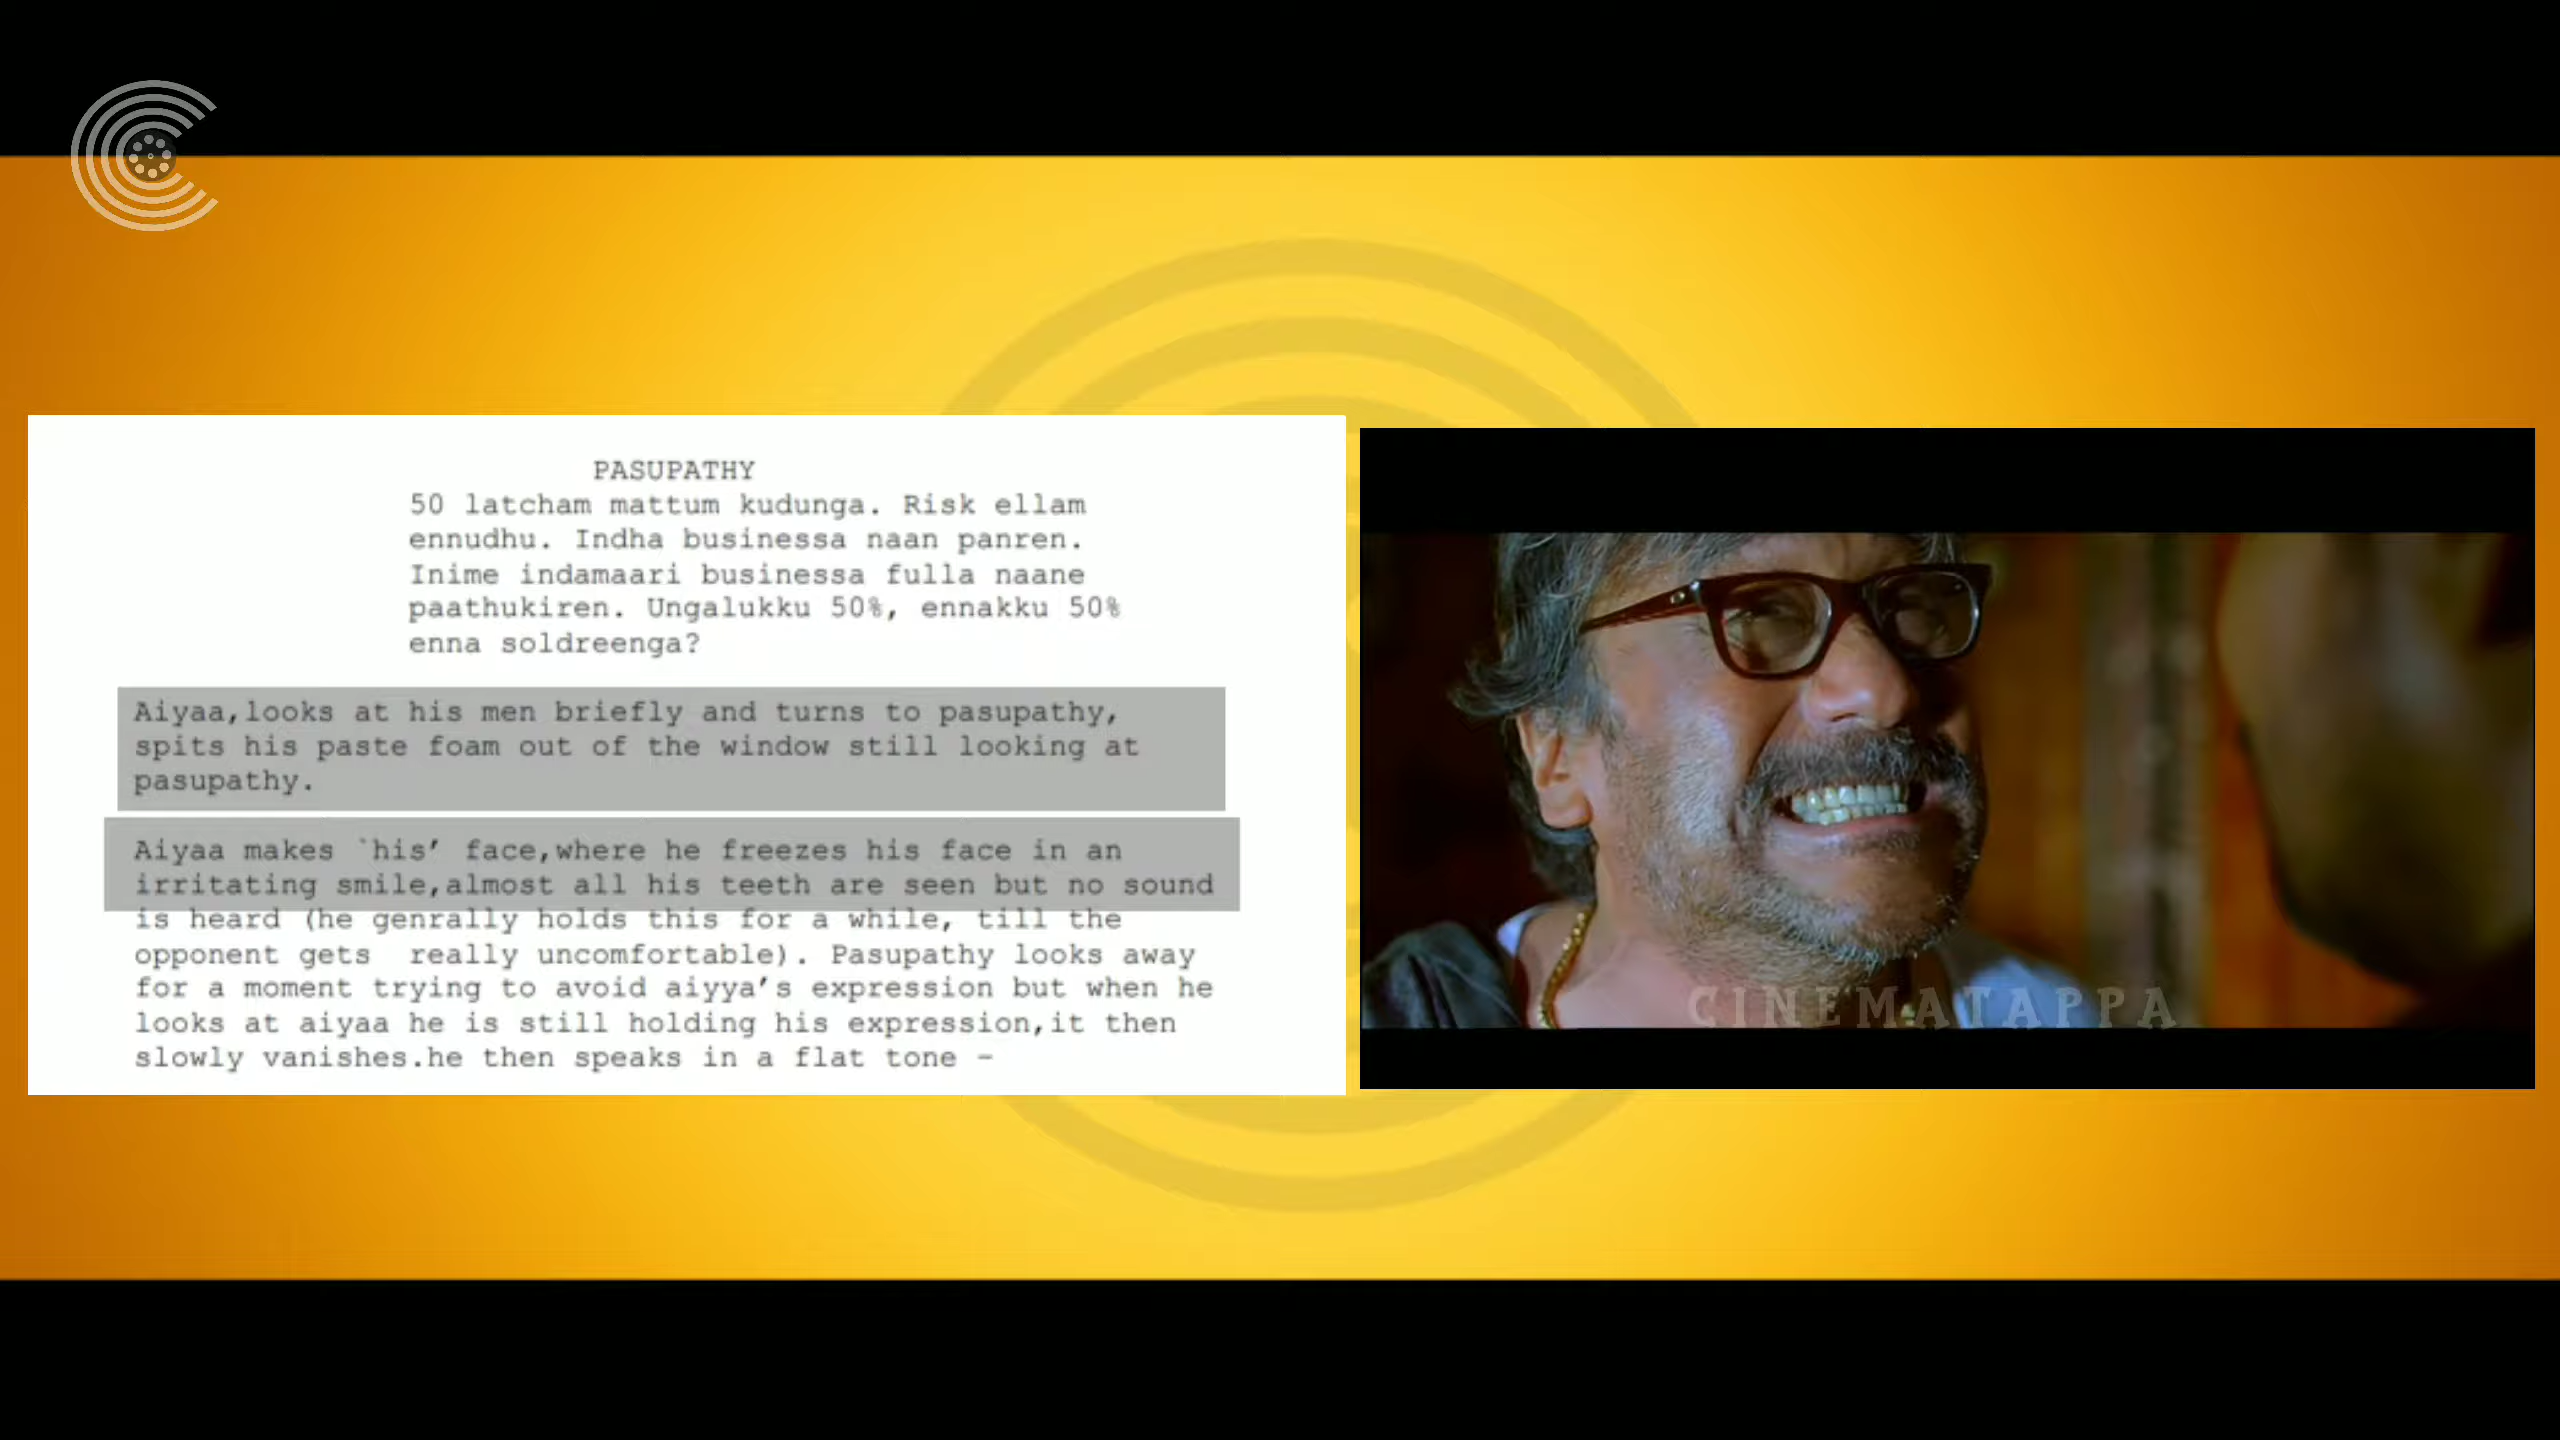 PASUPATHY
50 latcham mattum kudunga. Risk ellam
ennudhu. Indha businessa naan panren.
Inime indamaari businessa fulla naane
paathukiren. Ungalukku 50%, ennakku 50%
enna soldreenga?
Aiyaa,looks at his men briefly and turns to pasupathy,
spits his paste foam out of the window still looking at
pasupathy.
Aiyaa makes `his’ face,where he freezes his face in an
irritating smile,almost all his teeth are seen but no sound
is heard (he genrally holds this for a while, till the
opponent gets  really uncomfortable). Pasupathy looks away
for a moment trying to avoid aiyya’s expression but when he
looks at aiyaa he is still holding his expression,it then
slowly vanishes.he then speaks in a flat tone –
CINEMATAPPA